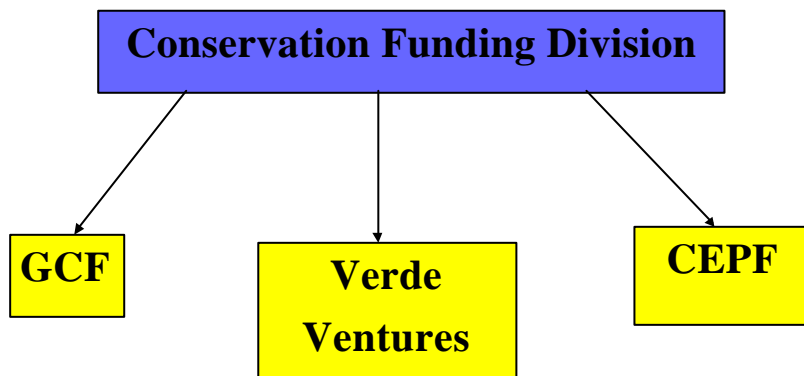 Conservation Funding Division
GCF
Verde
Ventures
CEPF